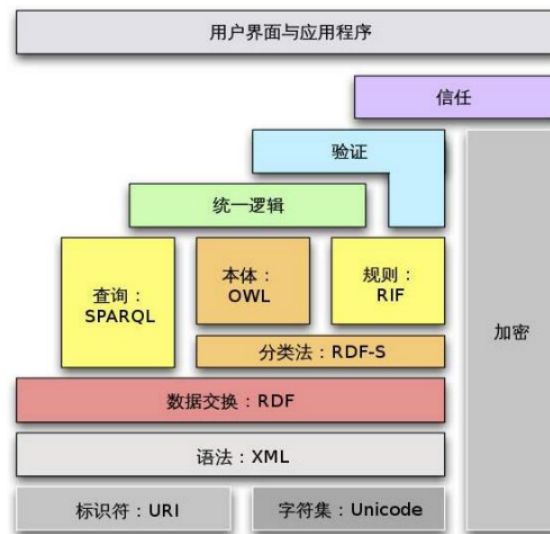 用户界面与应用程序
信任
验证
统一逻辑
查询：
SPARQL
本体：
OWL
规则：
RIF
加密
分类法：RDF-S
数据交换：RDF
语法：XML
标识符：URI
字符集：Unicode